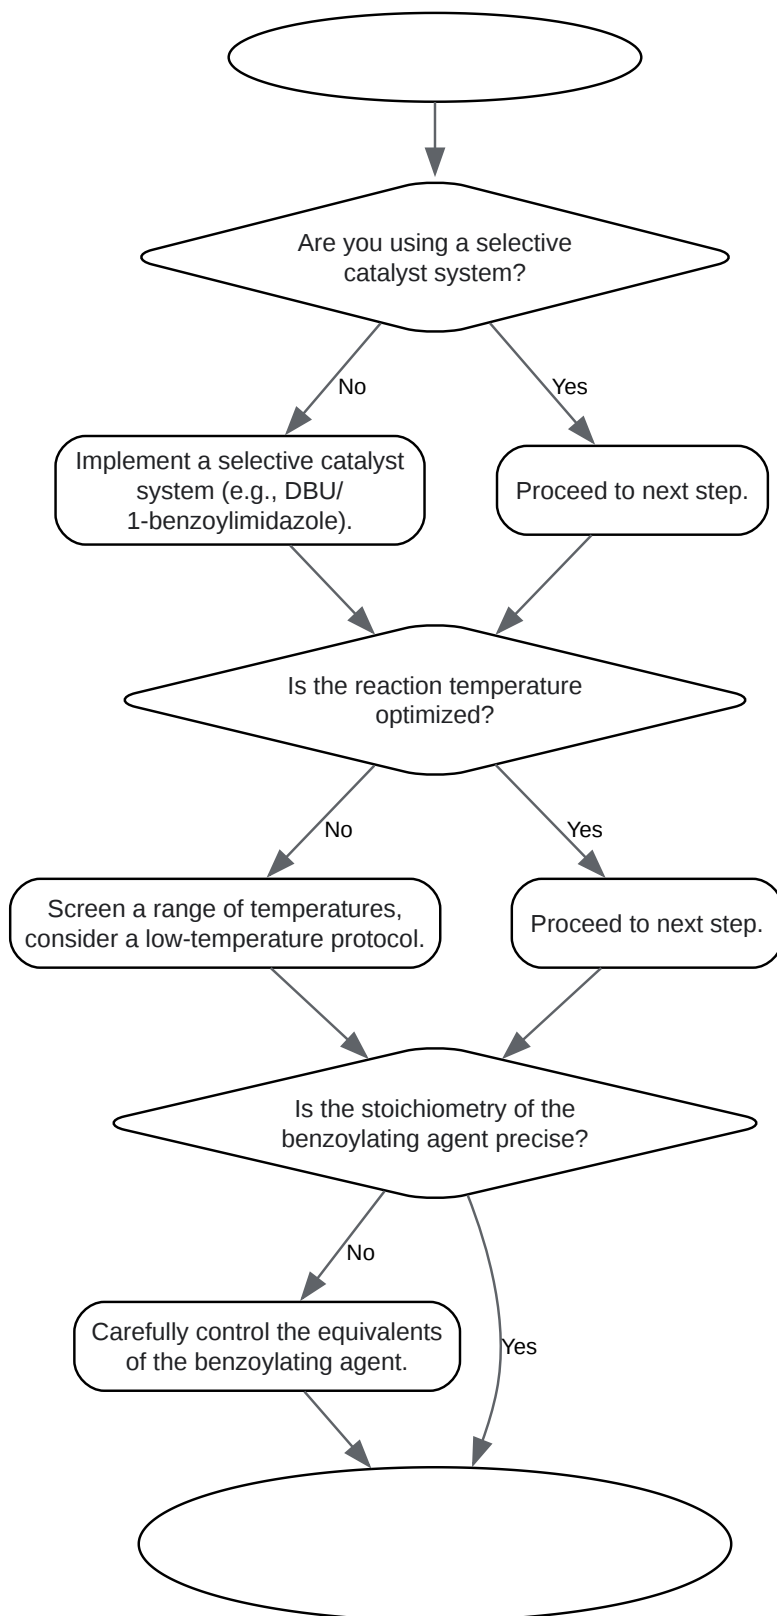 Are you using a selective
catalyst system?
No
Yes
Implement a selective catalyst
system (e.g., DBU/
1-benzoylimidazole).
Proceed to next step.
Is the reaction temperature
optimized?
No
Yes
Screen a range of temperatures,
consider a low-temperature protocol.
Proceed to next step.
Is the stoichiometry of the
benzoylating agent precise?
No
Carefully control the equivalents
of the benzoylating agent.
Yes